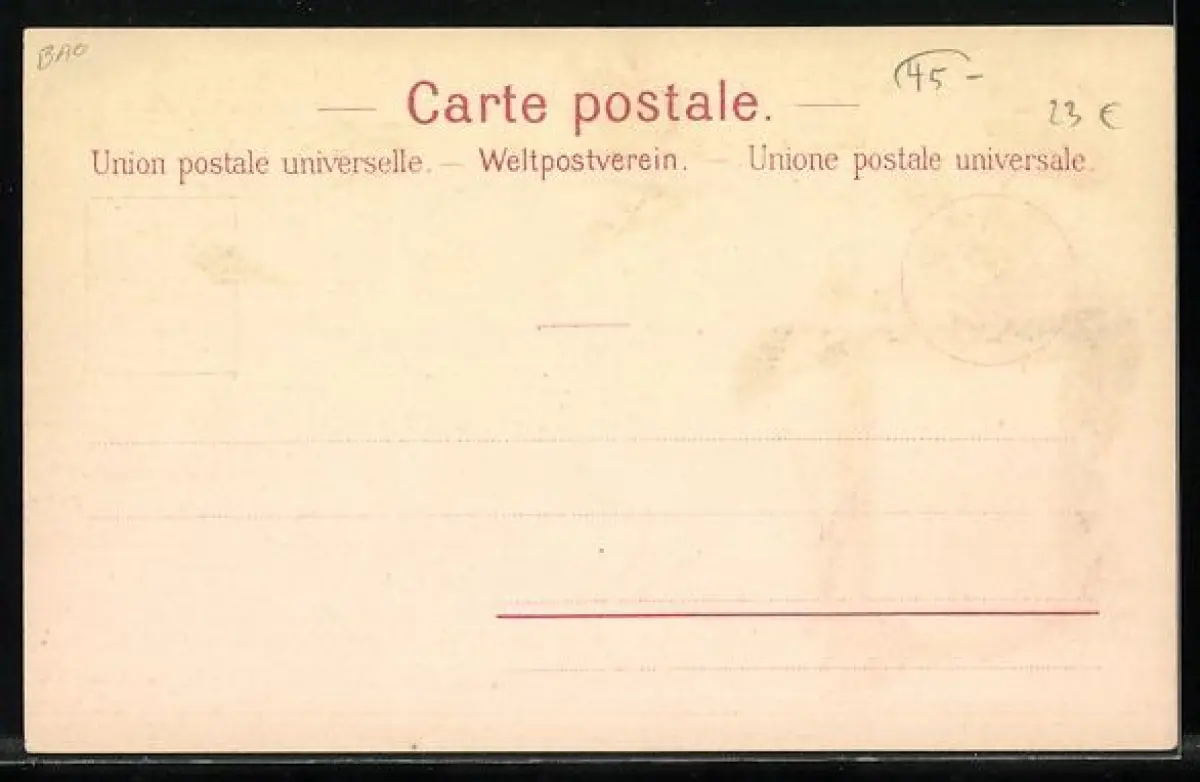 BAO
45 -
— Carte postale. —
23 €
Union postale universelle. — Weltpostverein. — Unione postale universale.